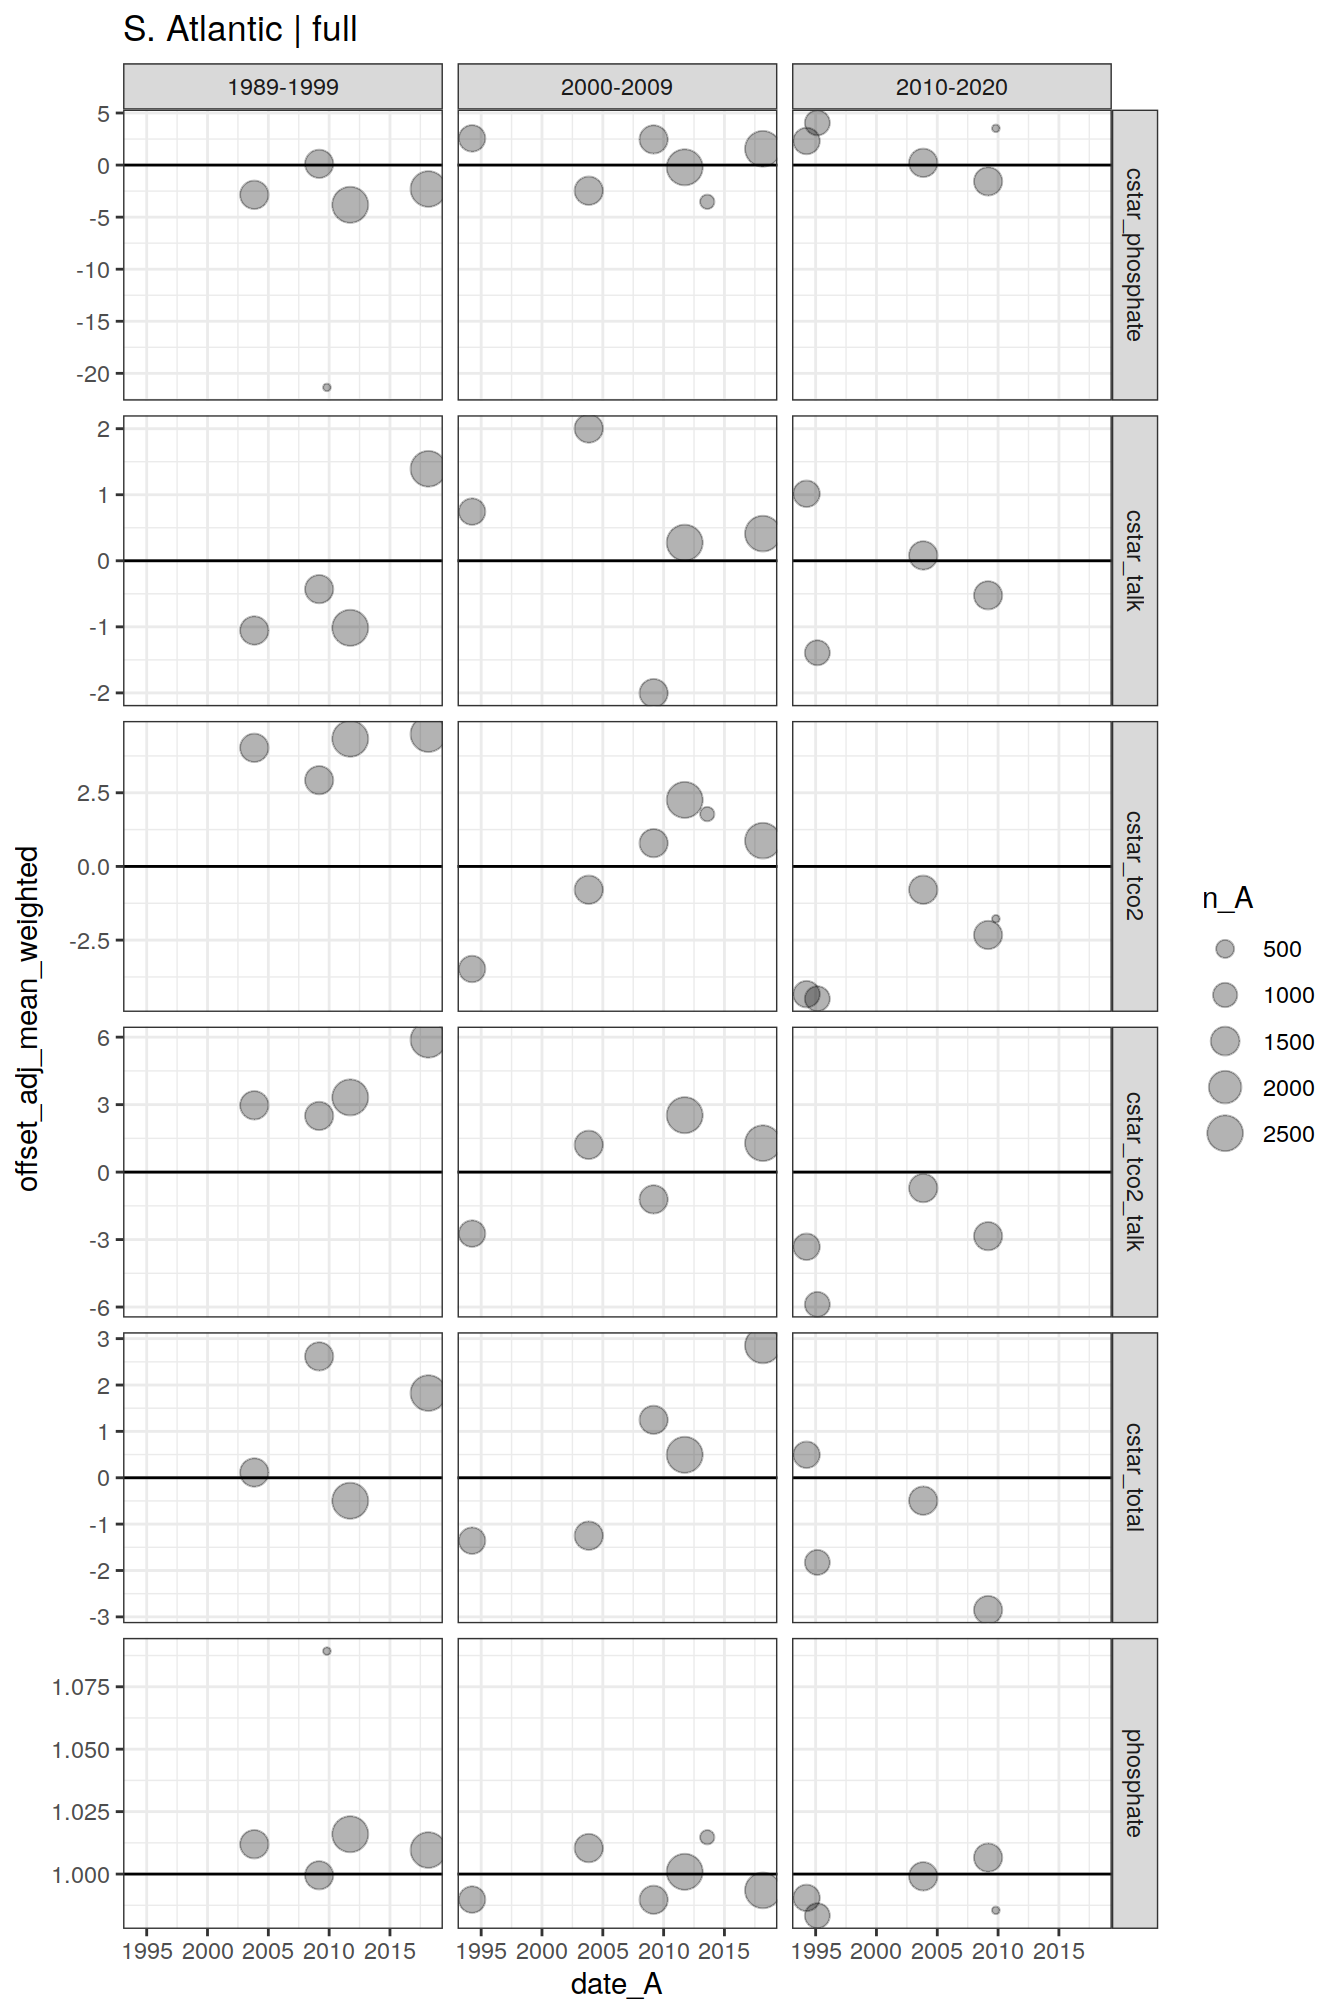 S. Atlantic | full
1989-1999
2000-2009
2010-2020
5
0
-5
-10
-15
-20
cstar_phosphate
2
1
0
-1
-2
cstar_talk
2.5
0.0
-2.5
cstar_tco2
6
3
0
-3
-6
cstar_tco2_talk
3
2
1
0
-1
-2
-3
cstar_total
1.075
1.050
1.025
1.000
phosphate
1995 2000 2005 2010 2015
1995 2000 2005 2010 2015
1995 2000 2005 2010 2015
date_A
offset_adj_mean_weighted
n_A
500
1000
1500
2000
2500